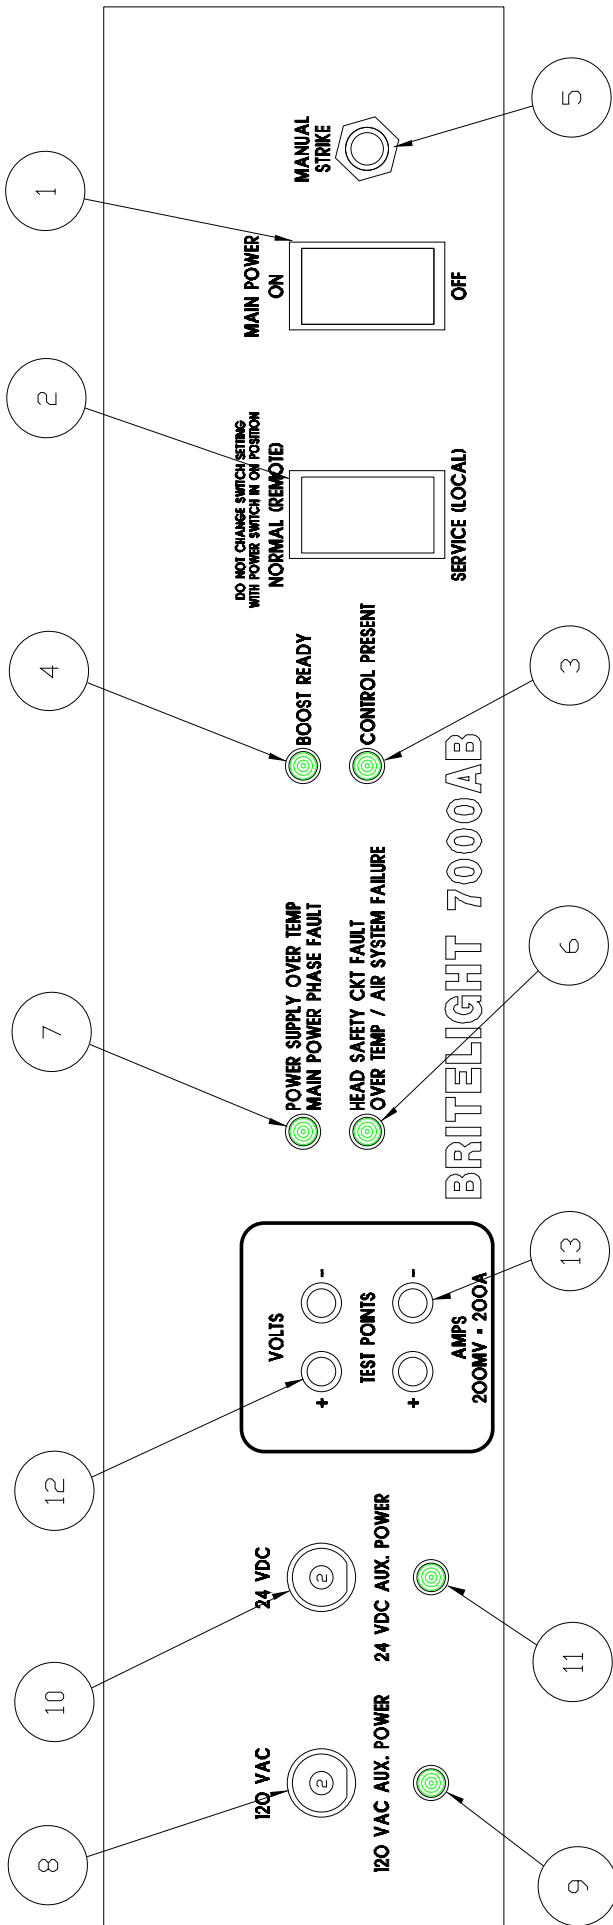 8
10
12
7
4
2
1
120 VAC
120 VAC AUX. POWER
2
24 VDC
24 VDC AUX. POWER
2
VOLTS
+
-
TEST POINTS
+
-
AMPS
200MV = 200A
POWER SUPPLY OVER TEMP
MAIN POWER PHASE FAULT
HEAD SAFETY CKT FAULT
OVER TEMP / AIR SYSTEM FAILURE
BOOST READY
CONTROL PRESENT
BRITELIGHT 7000AB
DO NOT CHANGE SWITCH SETTING
WITH POWER SWITCH IN ON POSITION
NORMAL (REMOTE)
SERVICE (LOCAL)
MAIN POWER
ON
OFF
MANUAL
STRIKE
9
11
13
6
3
5